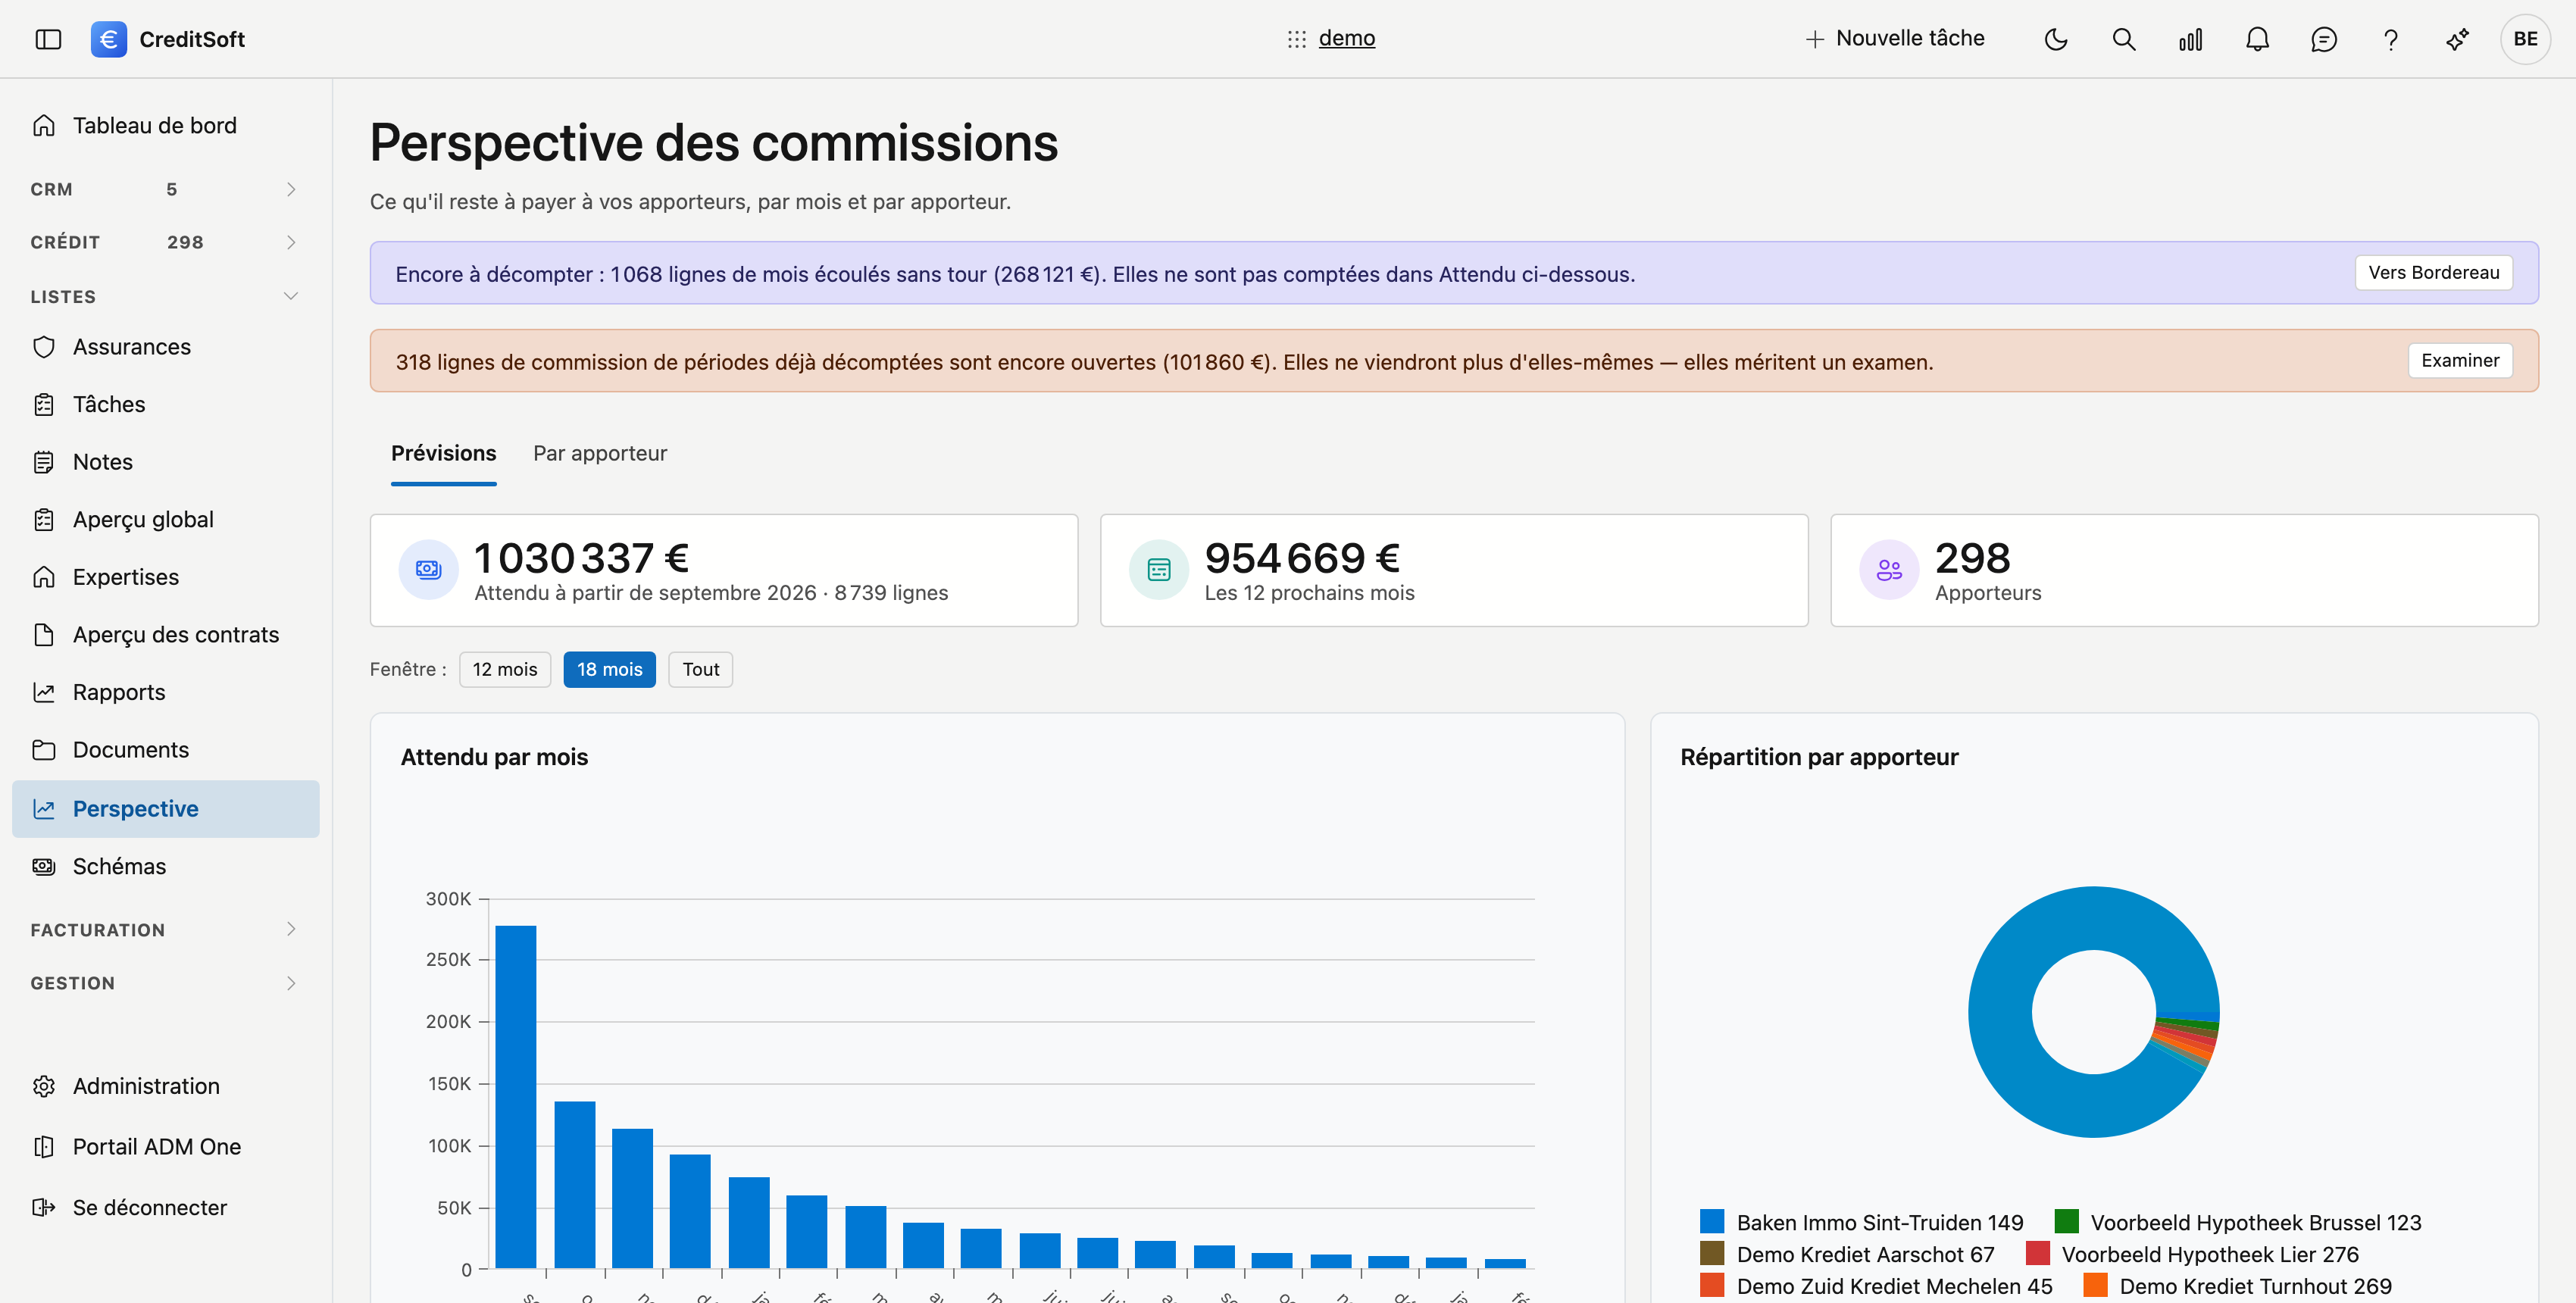 CreditSoft
demo
Nouvelle tâche
BE
Tableau de bord
CRM 5
CRÉDIT 298
LISTES
Assurances
Tâches
Notes
Aperçu global
Expertises
Aperçu des contrats
Rapports
Documents
Perspective
Schémas
FACTURATION
GESTION
Administration
Portail ADM One
Se déconnecter
Perspective des commissions
Ce qu'il reste à payer à vos apporteurs, par mois et par apporteur.
Encore à décompter : 1 068 lignes de mois écoulés sans tour (268 121 €). Elles ne sont pas comptées dans Attendu ci-dessous.
Vers Bordereau
318 lignes de commission de périodes déjà décomptées sont encore ouvertes (101 860 €). Elles ne viendront plus d'elles-mêmes — elles méritent un examen.
Examiner
Prévisions
Par apporteur
1 030 337 €
Attendu à partir de septembre 2026 · 8 739 lignes
954 669 €
Les 12 prochains mois
298
Apporteurs
Fenêtre :
12 mois
18 mois
Tout
Attendu par mois
300K
250K
200K
150K
100K
50K
0
Répartition par apporteur
Baken Immo Sint-Truiden 149
Voorbeeld Hypotheek Brussel 123
Demo Krediet Aarschot 67
Voorbeeld Hypotheek Lier 276
Demo Zuid Krediet Mechelen 45
Demo Krediet Turnhout 269